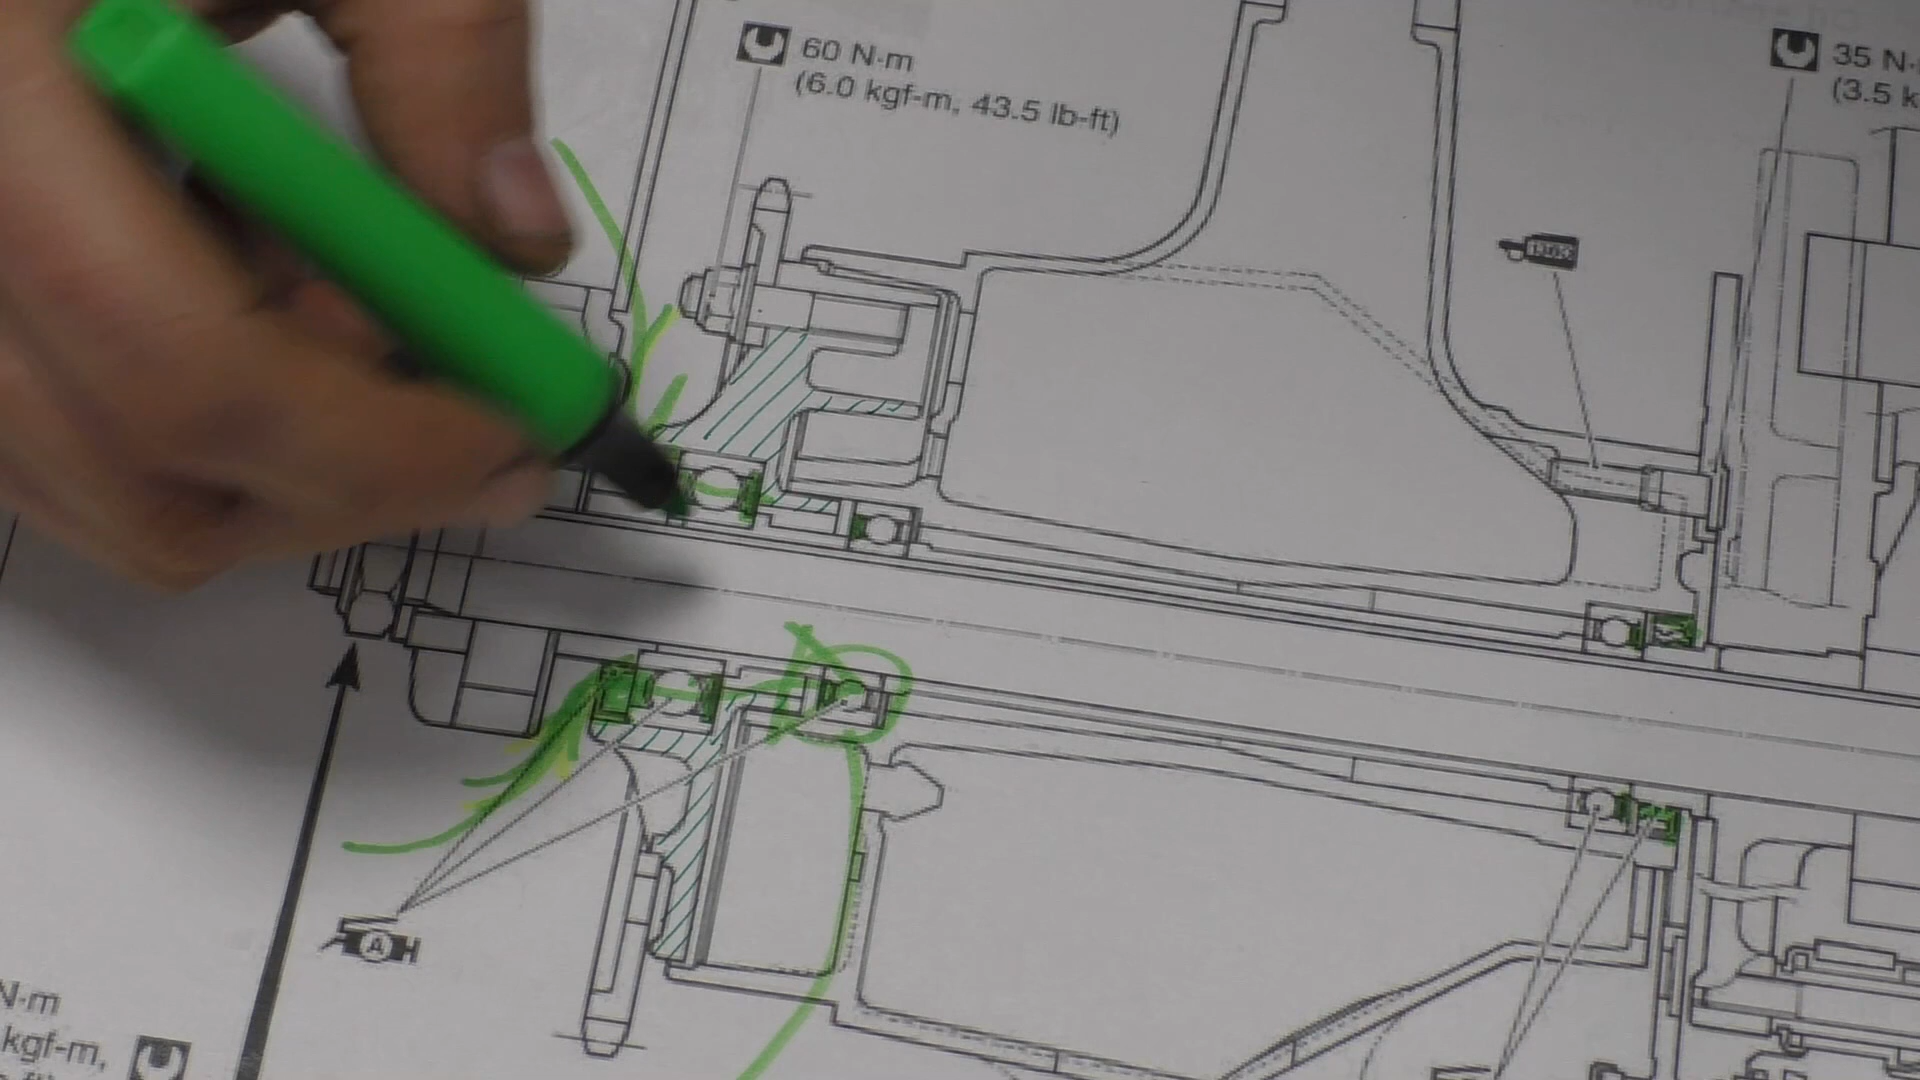 60 N·m
(6.0 kgf-m, 43.5 lb-ft)
35 N·
(3.5 k
1303
A
N·m
kgf-m,